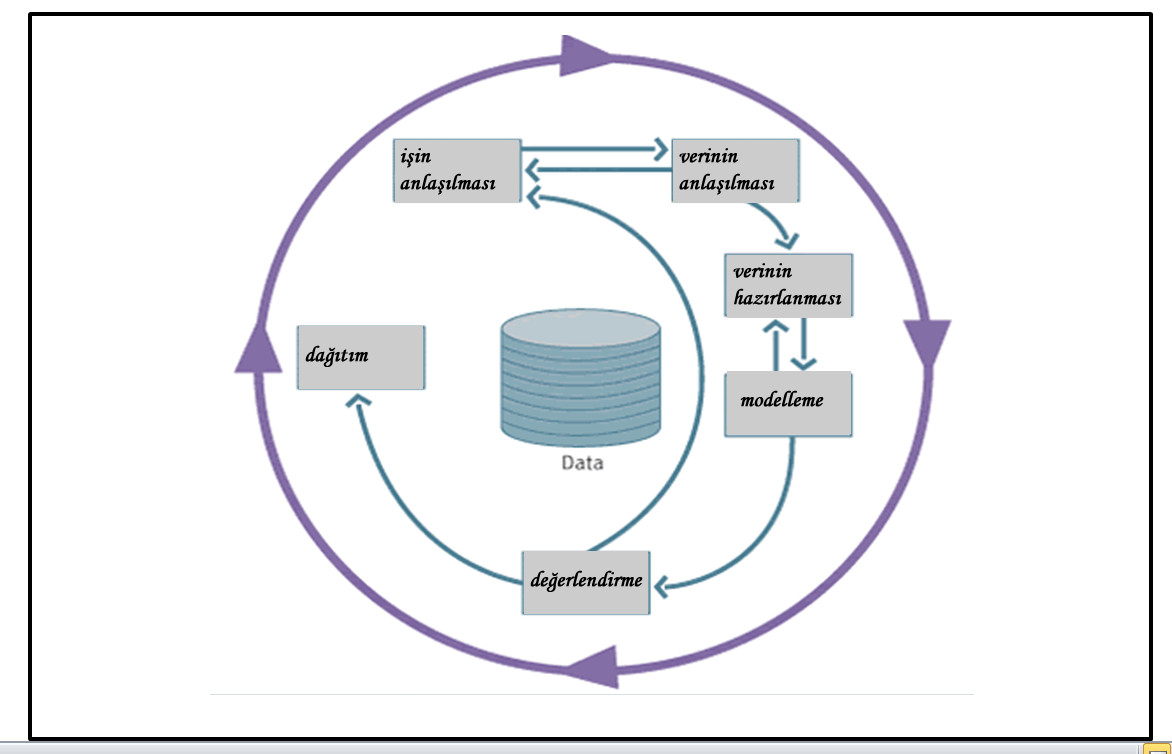 işin
anlaşılması
verinin
anlaşılması
verinin
hazırlanması
dağıtım
modelleme
Data
değerlendirme